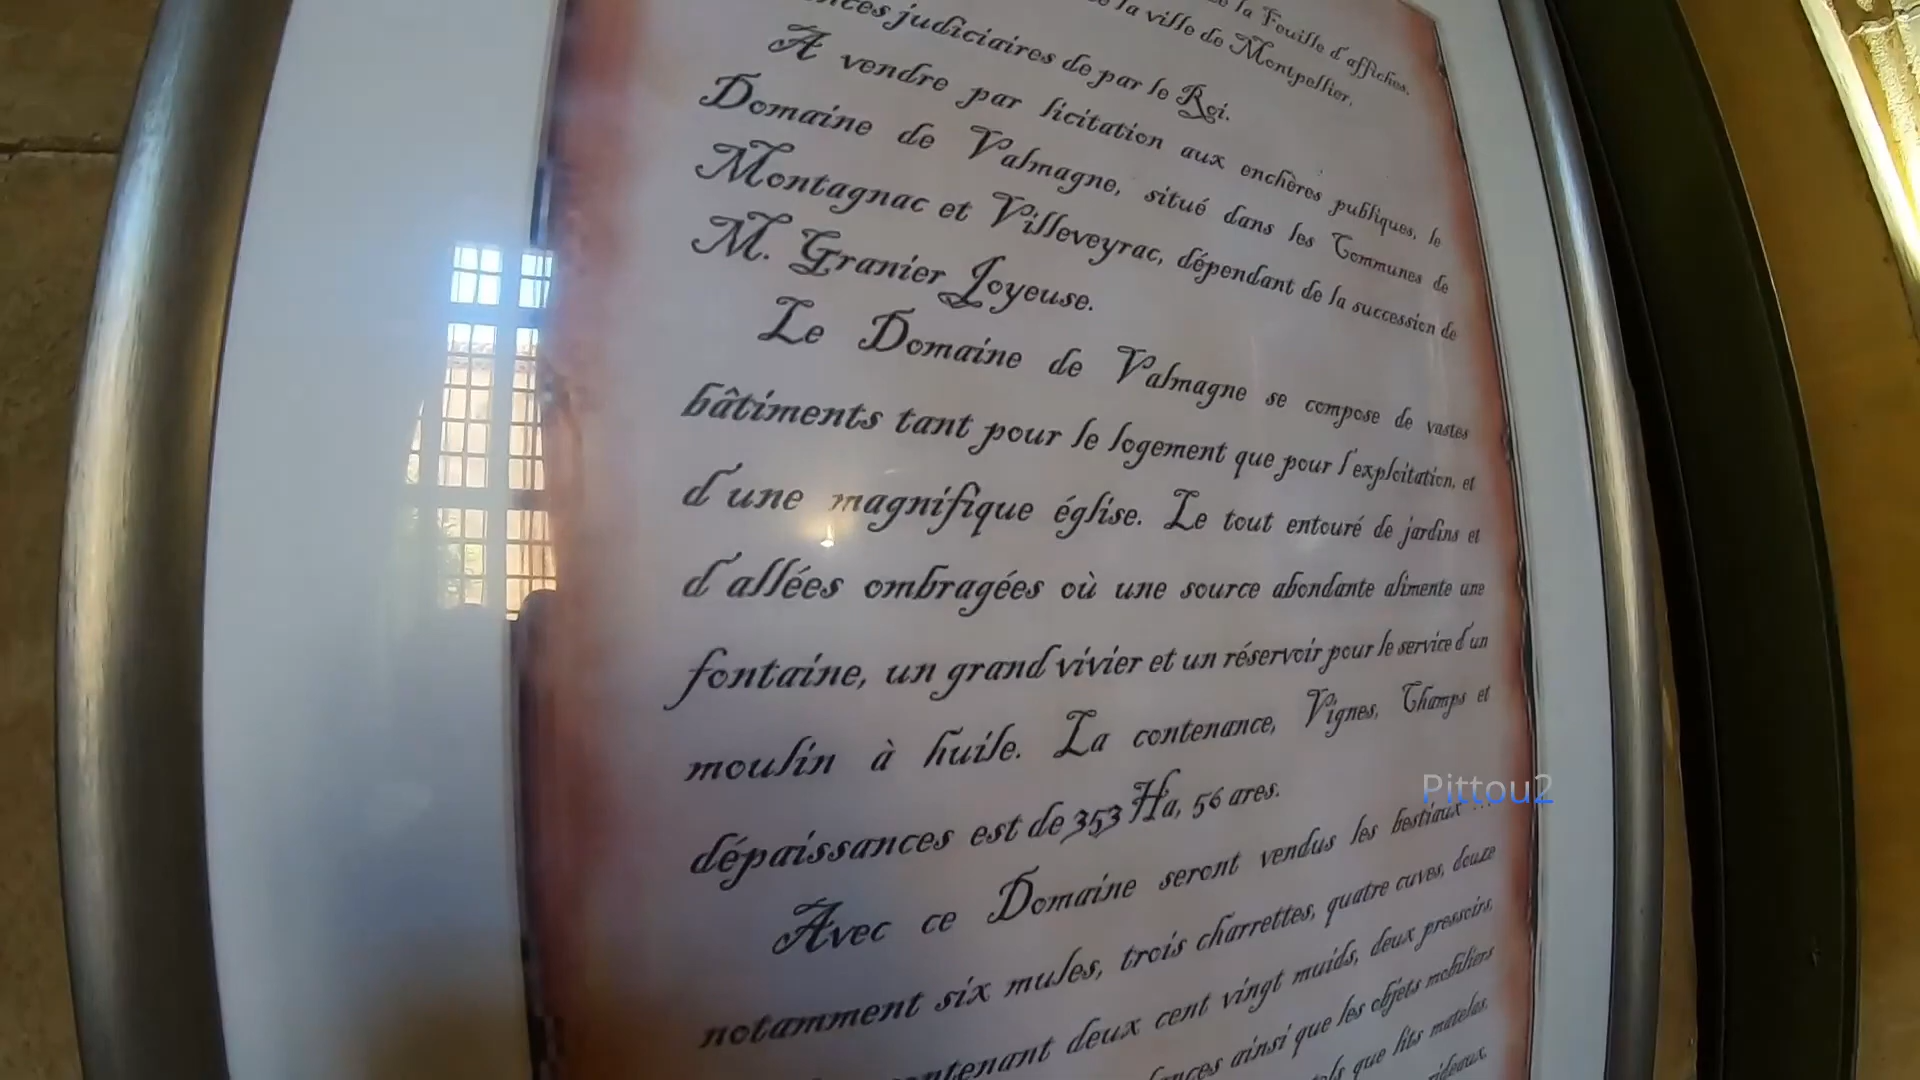 la Feuille d'affiches,
la ville de Montpellier,
judiciaires de par le Roi.
A vendre par licitation aux enchères publiques, le
Domaine de Valmagne, situé dans les Communes de
Montagnac et Villeveyrac, dépendant de la succession de
M. Granier Joyeuse.
Le Domaine de Valmagne se compose de vastes
bâtiments tant pour le logement que pour l'exploitation, et
d'une magnifique église. Le tout entouré de jardins et
d'allées ombragées où une source abondante alimente une
fontaine, un grand vivier et un réservoir pour le service d'un
moulin à huile. La contenance, Vignes, Champs et
dépaissances est de 353 Ha, 56 ares.
Pittou2
Avec ce Domaine seront vendus les bestiaux ...
notamment six mules, trois charrettes, quatre cuves, douze
deux cent vingt muids, deux pressoirs,
ainsi que les objets mobiliers
que lits matelas,
rideaux,